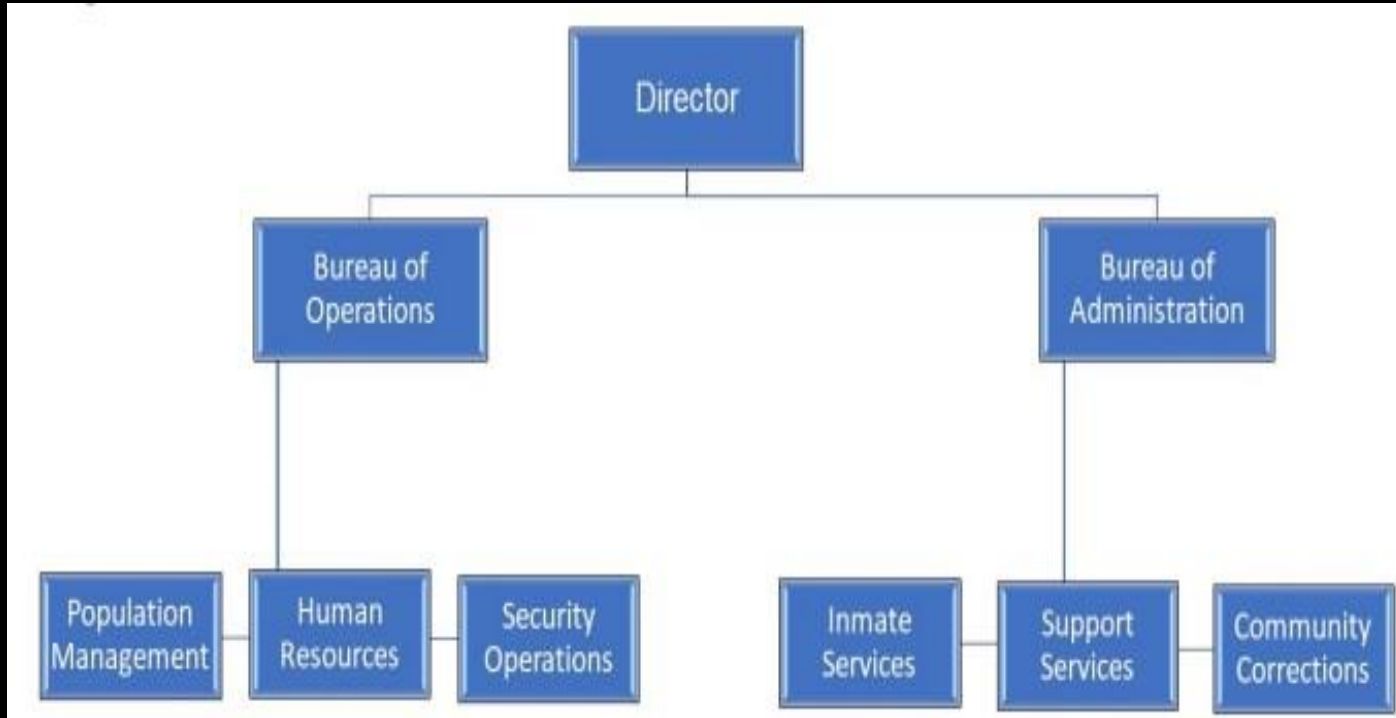 Director
Bureau of
Operations
Bureau of
Administration
Population
Management
Human
Resources
Security
Operations
Inmate
Services
Support
Services
Community
Corrections